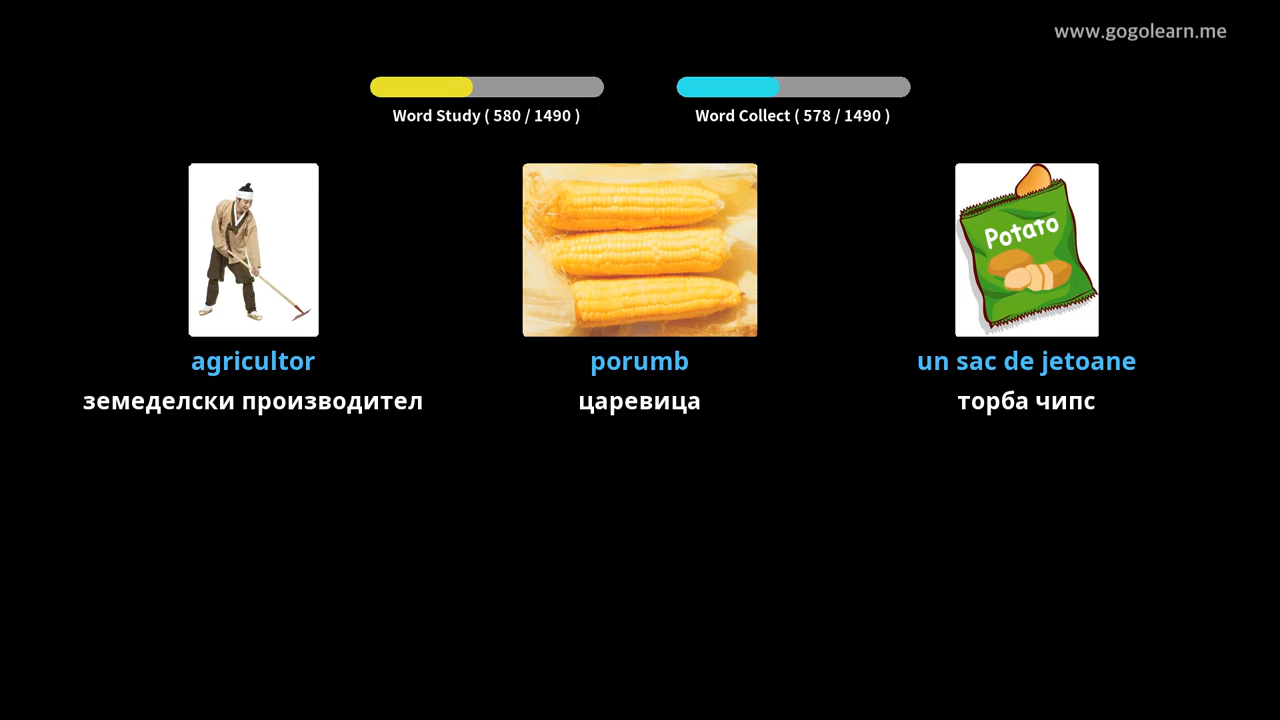 www.gogolearn.me
Word Study ( 580 / 1490 )
Word Collect ( 578 / 1490 )
Potato
agricultor
porumb
un sac de jetoane
земеделски производител
царевица
торба чипс